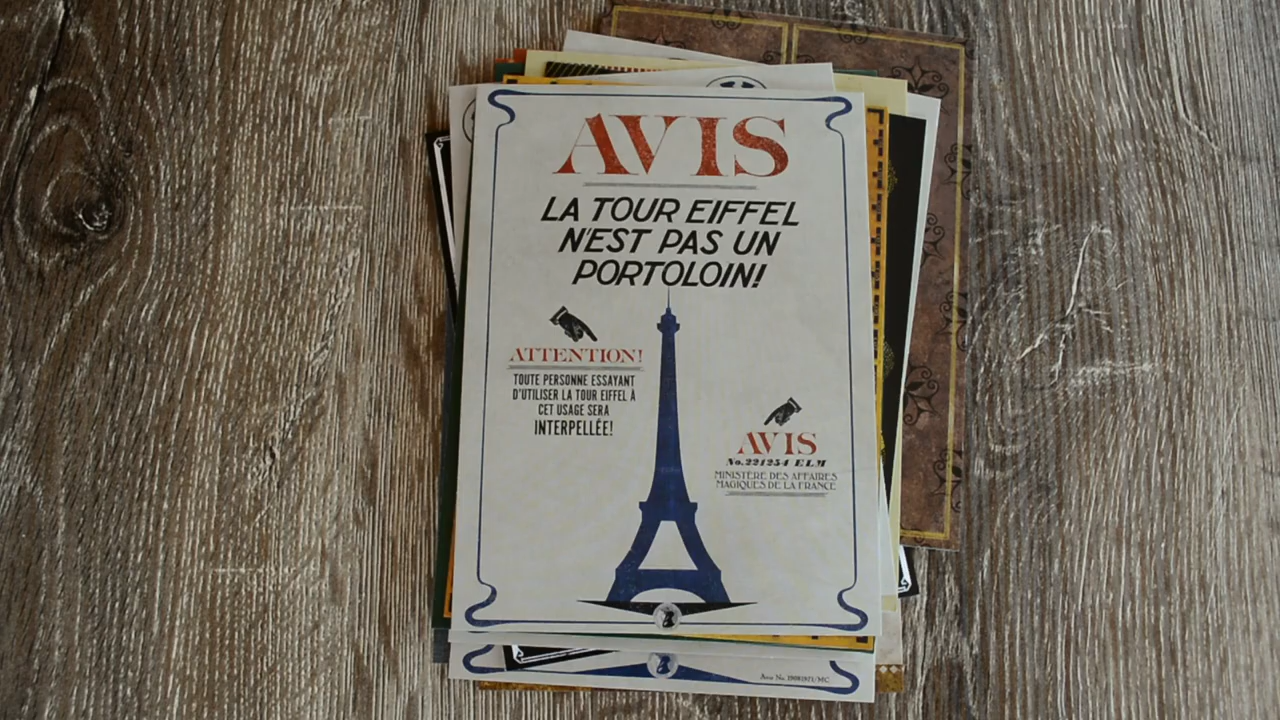 AVIS
LA TOUR EIFFEL
N'EST PAS UN
PORTOLOIN!
ATTENTION!
TOUTE PERSONNE ESSAYANT
D'UTILISER LA TOUR EIFFEL À
CET USAGE SERA
INTERPELLÉE!
AVIS
No.221254 ELM
MINISTÈRE DES AFFAIRES
MAGIQUES DE LA FRANCE